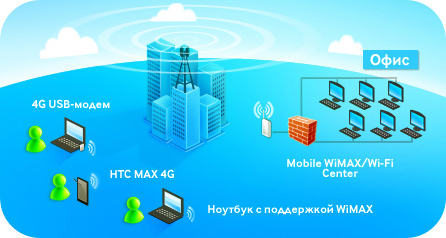 Офис
4G USB-модем
HTC MAX 4G
Mobile WiMAX/Wi-Fi
Center
Ноутбук с поддержкой WiMAX